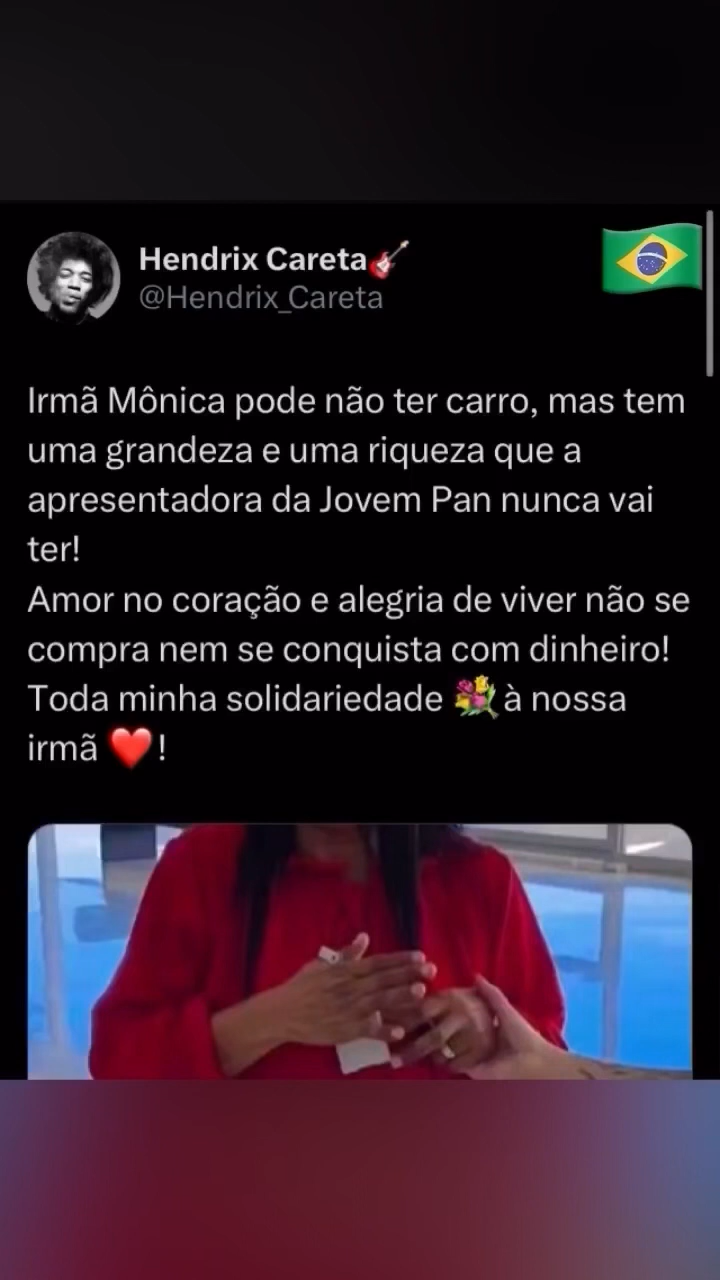 Hendrix Careta🎸
@Hendrix_Careta
Irmã Mônica pode não ter carro, mas tem
uma grandeza e uma riqueza que a
apresentadora da Jovem Pan nunca vai
ter!
Amor no coração e alegria de viver não se
compra nem se conquista com dinheiro!
Toda minha solidariedade 💐à nossa
irmã ❤️!